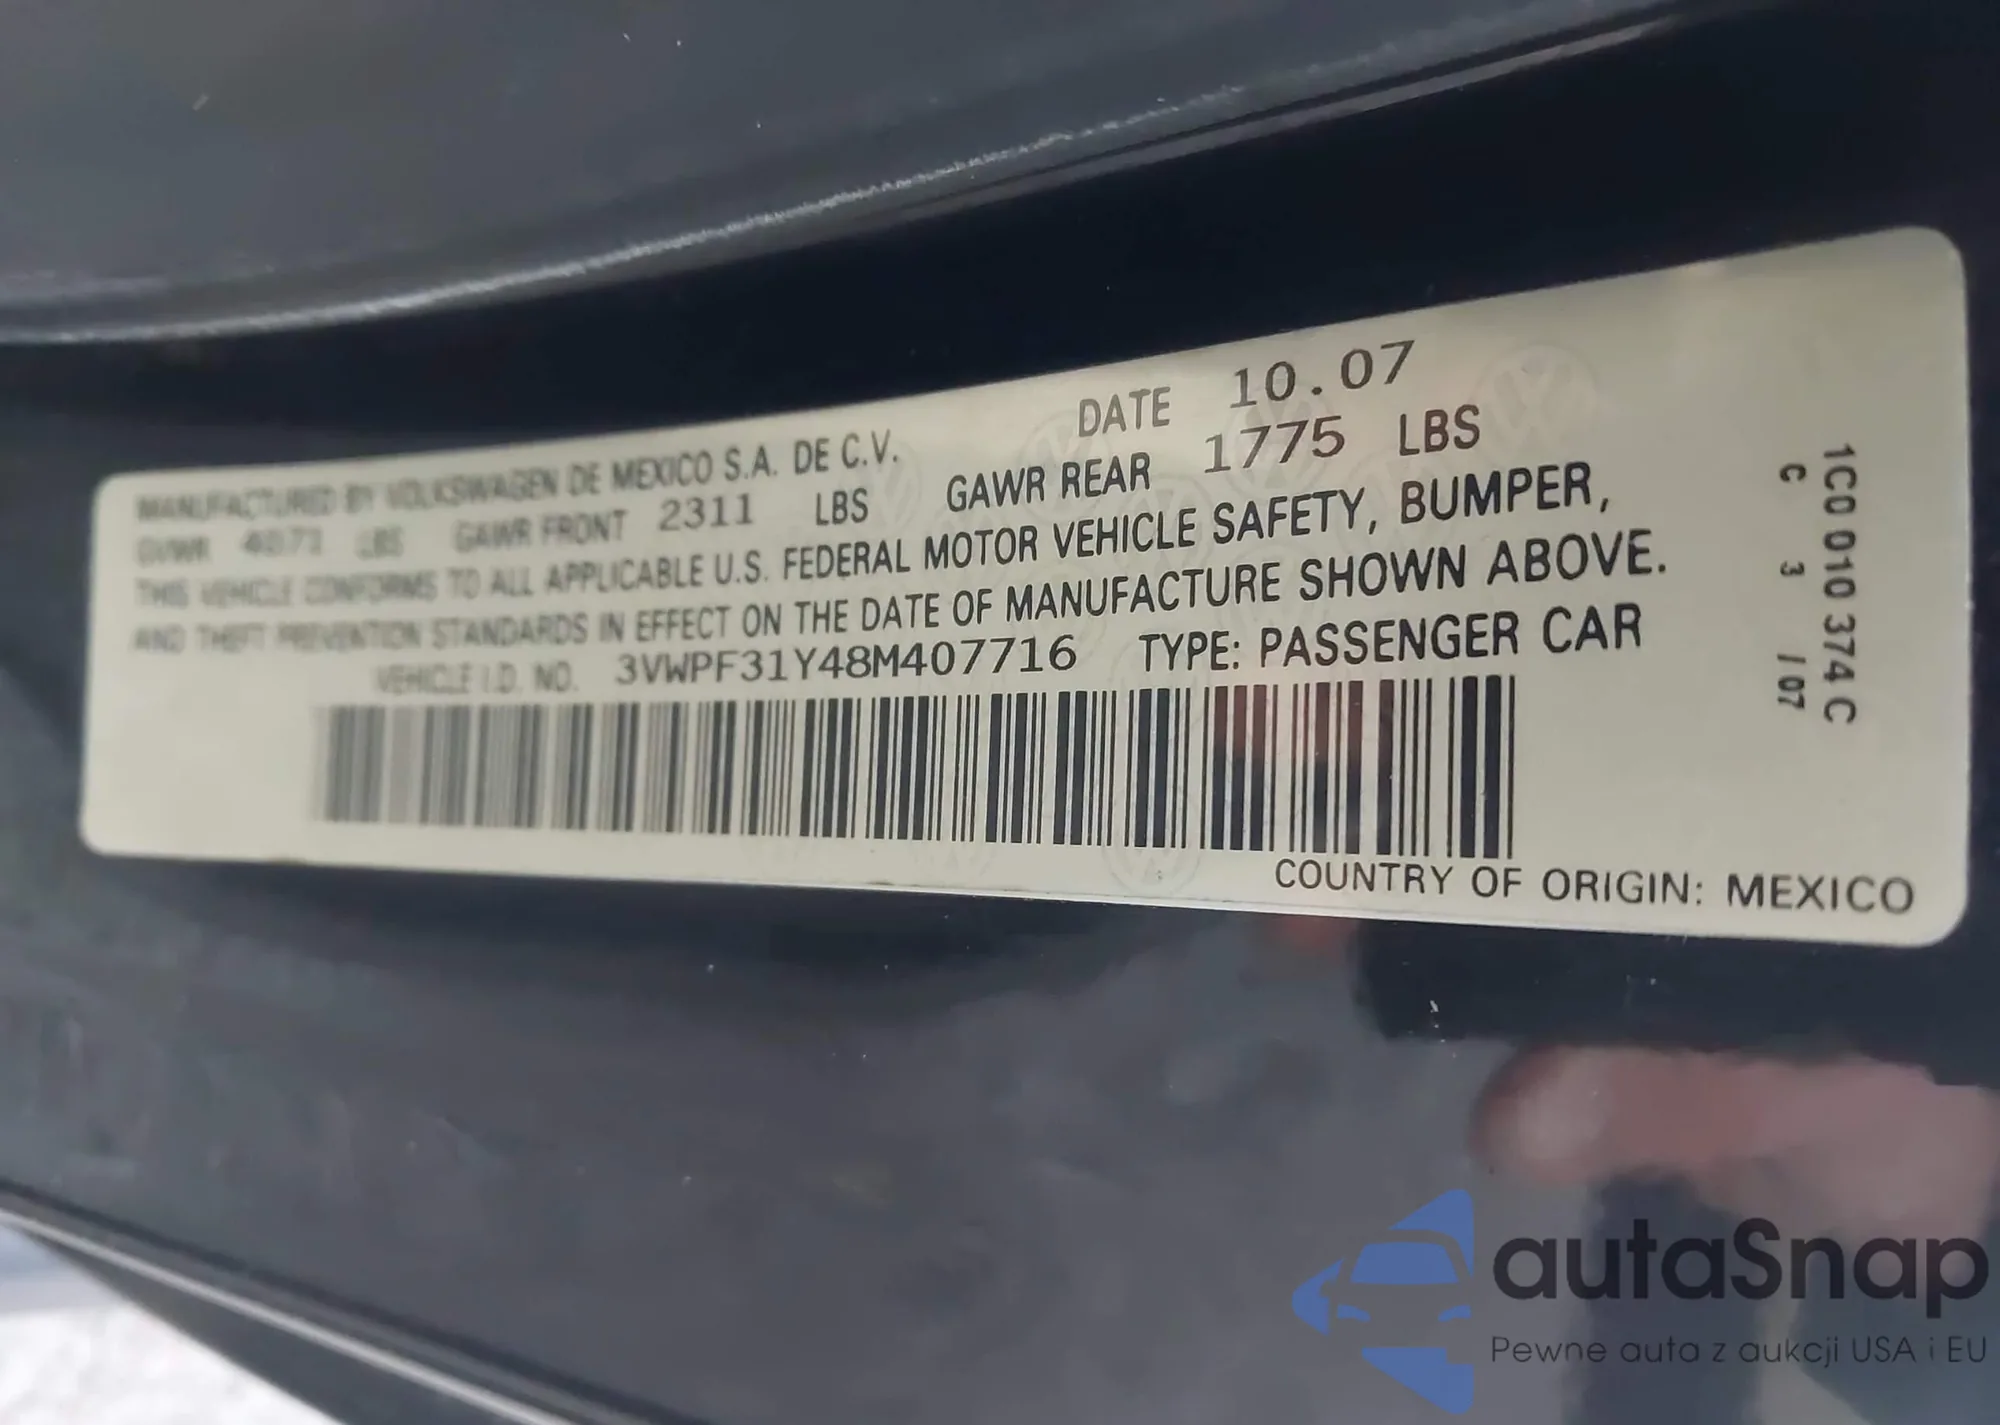 MANUFACTURED BY VOLKSWAGEN DE MEXICO S.A. DE C.V. DATE 10.07
GVWR 4071 LBS GAWR FRONT 2311 LBS GAWR REAR 1775 LBS
THIS VEHICLE CONFORMS TO ALL APPLICABLE U.S. FEDERAL MOTOR VEHICLE SAFETY, BUMPER,
AND THEFT PREVENTION STANDARDS IN EFFECT ON THE DATE OF MANUFACTURE SHOWN ABOVE.
VEHICLE I.D. NO. 3VWPF31Y48M407716 TYPE: PASSENGER CAR
COUNTRY OF ORIGIN: MEXICO
1C0 010 374 C
C 3 / 07
autaSnap
Pewne auta z aukcji USA i EU